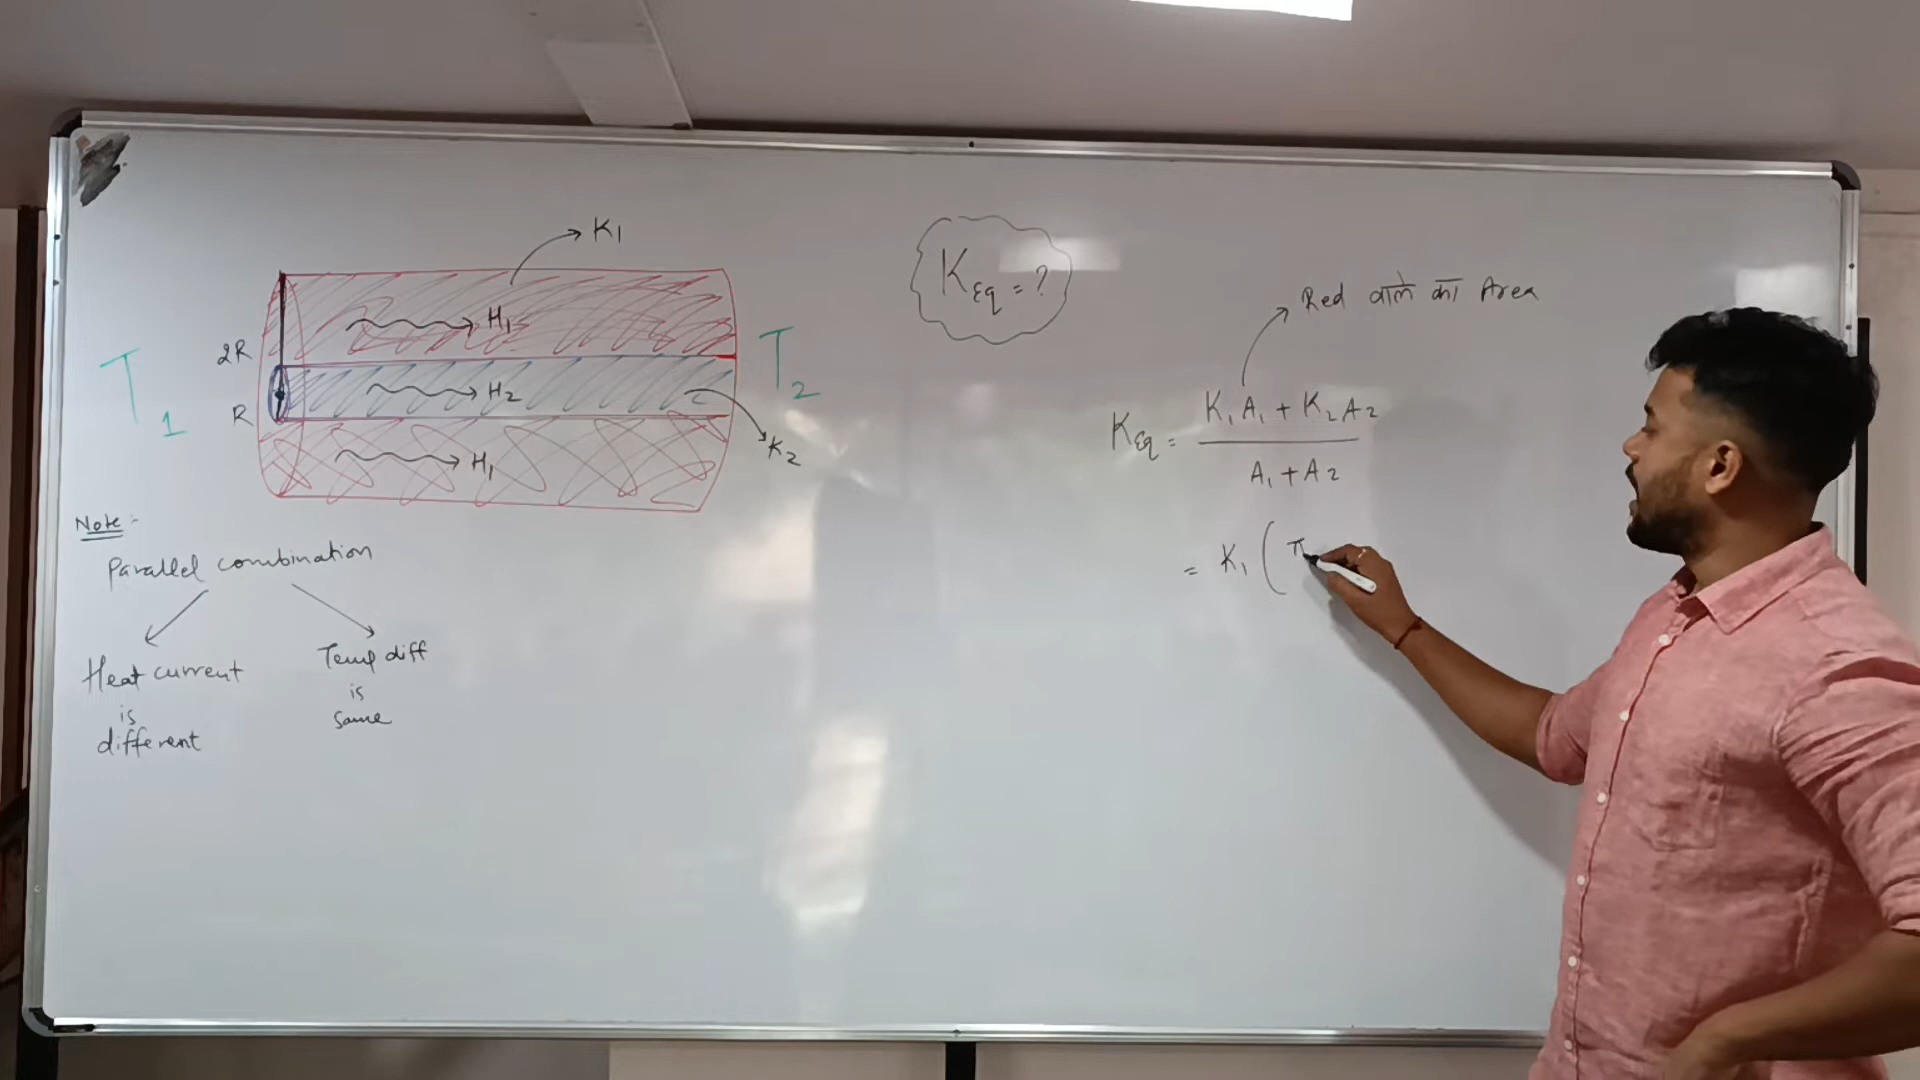 K1
H1
2R
T1
T2
H2
R
K2
H1
Note :-
Parallel combination
Heat current
is
different
Temp diff
is
same
KEq = ?
Red वाले का Area
KEq = K1A1 + K2A2
A1 + A2
= K1 ( π